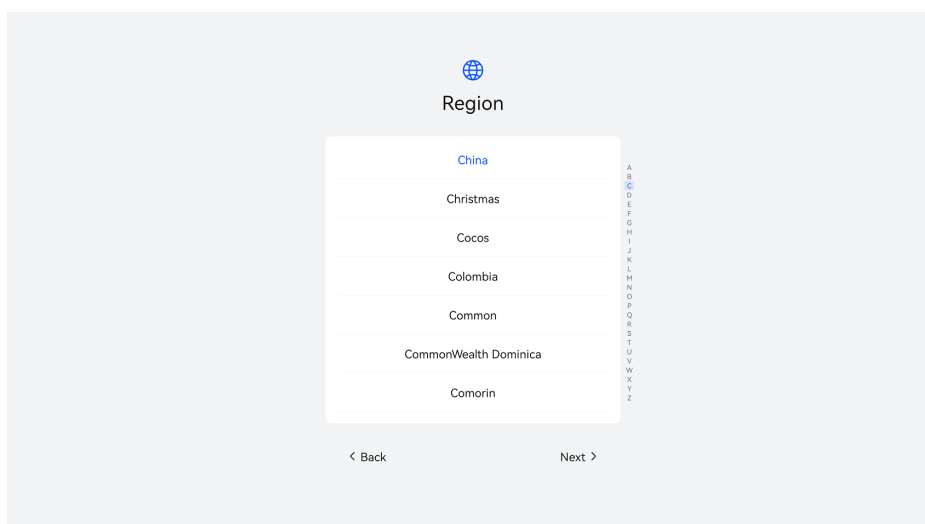 Region
China
Christmas
Cocos
Colombia
Common
CommonWealth Dominica
Comorin
A
B
C
D
E
F
G
H
I
J
K
L
M
N
O
P
Q
R
S
T
U
V
W
X
Y
Z
Back
Next